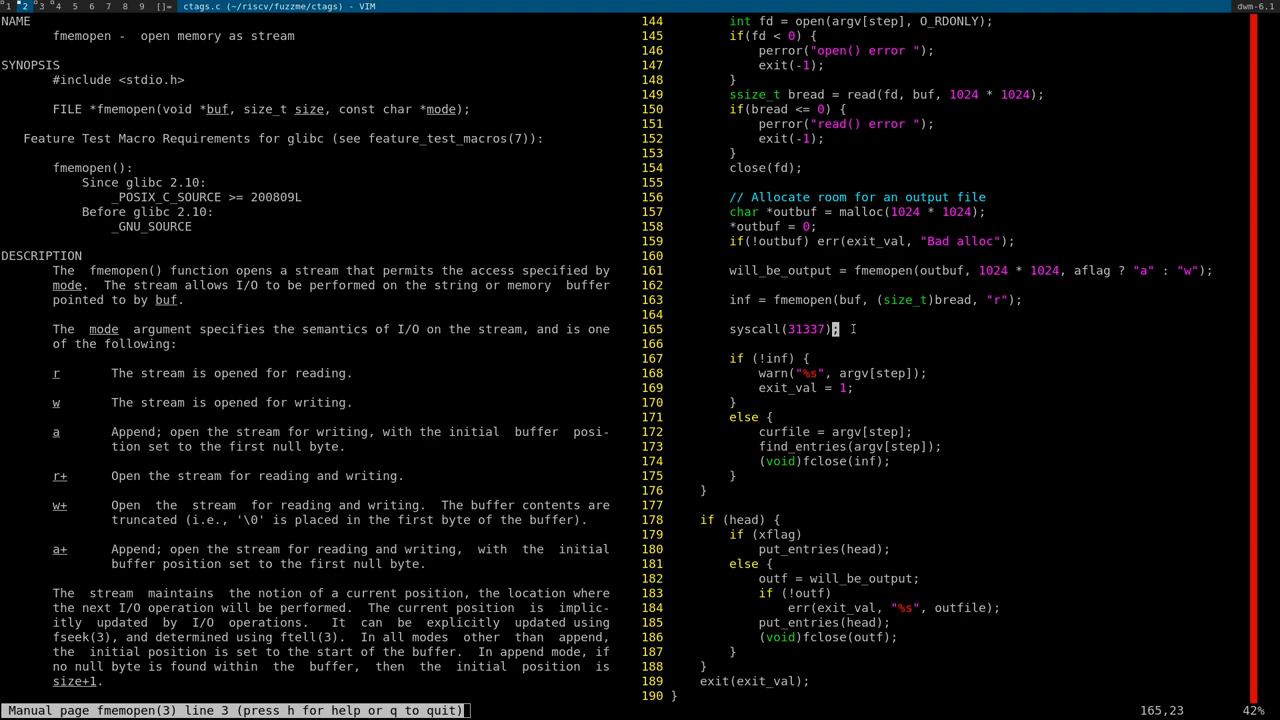 1 2 3 4 5 6 7 8 9 []= ctags.c (~/riscv/fuzzme/ctags) - VIM dwm-6.1
NAME
fmemopen - open memory as stream
SYNOPSIS
#include <stdio.h>
FILE *fmemopen(void *buf, size_t size, const char *mode);
Feature Test Macro Requirements for glibc (see feature_test_macros(7)):
fmemopen():
Since glibc 2.10:
_POSIX_C_SOURCE >= 200809L
Before glibc 2.10:
_GNU_SOURCE
DESCRIPTION
The fmemopen() function opens a stream that permits the access specified by
mode. The stream allows I/O to be performed on the string or memory buffer
pointed to by buf.
The mode argument specifies the semantics of I/O on the stream, and is one
of the following:
r The stream is opened for reading.
w The stream is opened for writing.
a Append; open the stream for writing, with the initial buffer posi-
tion set to the first null byte.
r+ Open the stream for reading and writing.
w+ Open the stream for reading and writing. The buffer contents are
truncated (i.e., '\0' is placed in the first byte of the buffer).
a+ Append; open the stream for reading and writing, with the initial
buffer position set to the first null byte.
The stream maintains the notion of a current position, the location where
the next I/O operation will be performed. The current position is implic-
itly updated by I/O operations. It can be explicitly updated using
fseek(3), and determined using ftell(3). In all modes other than append,
the initial position is set to the start of the buffer. In append mode, if
no null byte is found within the buffer, then the initial position is
size+1.
Manual page fmemopen(3) line 3 (press h for help or q to quit)
144 int fd = open(argv[step], O_RDONLY);
145 if(fd < 0) {
146 perror("open() error ");
147 exit(-1);
148 }
149 ssize_t bread = read(fd, buf, 1024 * 1024);
150 if(bread <= 0) {
151 perror("read() error ");
152 exit(-1);
153 }
154 close(fd);
155
156 // Allocate room for an output file
157 char *outbuf = malloc(1024 * 1024);
158 *outbuf = 0;
159 if(!outbuf) err(exit_val, "Bad alloc");
160
161 will_be_output = fmemopen(outbuf, 1024 * 1024, aflag ? "a" : "w");
162
163 inf = fmemopen(buf, (size_t)bread, "r");
164
165 syscall(31337);
166
167 if (!inf) {
168 warn("%s", argv[step]);
169 exit_val = 1;
170 }
171 else {
172 curfile = argv[step];
173 find_entries(argv[step]);
174 (void)fclose(inf);
175 }
176 }
177
178 if (head) {
179 if (xflag)
180 put_entries(head);
181 else {
182 outf = will_be_output;
183 if (!outf)
184 err(exit_val, "%s", outfile);
185 put_entries(head);
186 (void)fclose(outf);
187 }
188 }
189 exit(exit_val);
190 }
165,23 42%